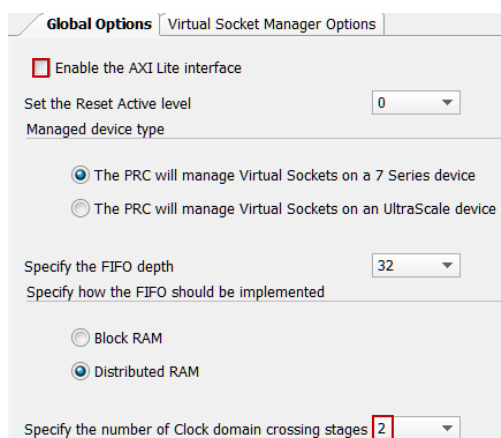 Global Options Virtual Socket Manager Options
Enable the AXI Lite interface
Set the Reset Active level 0
Managed device type
The PRC will manage Virtual Sockets on a 7 Series device
The PRC will manage Virtual Sockets on an UltraScale device
Specify the FIFO depth 32
Specify how the FIFO should be implemented
Block RAM
Distributed RAM
Specify the number of Clock domain crossing stages 2